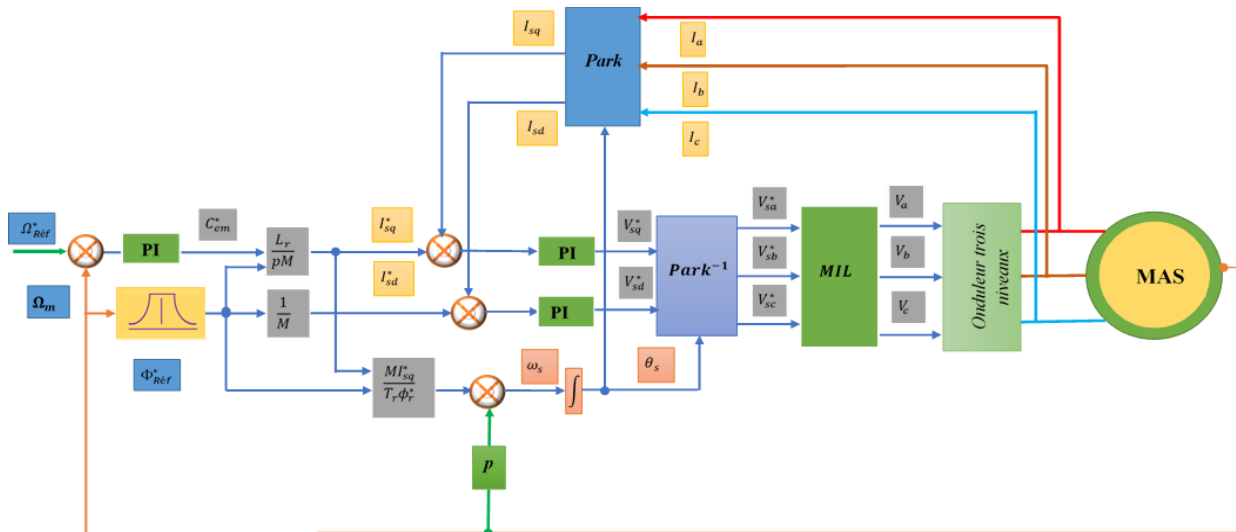 I_sq
Park
I_a
I_b
I_sd
I_c
Ω*_Réf
C*_em
I*_sq
V*_sq
V*_sa
V_a
PI
L_r
pM
PI
Park⁻¹
V*_sb
MIL
V_b
Onduleur trois
niveaux
MAS
I*_sd
V*_sd
Ω_m
1
M
PI
V*_sc
V_c
Φ*_Réf
MI*_sq
T_rϕ*_r
ω_s
∫
θ_s
p